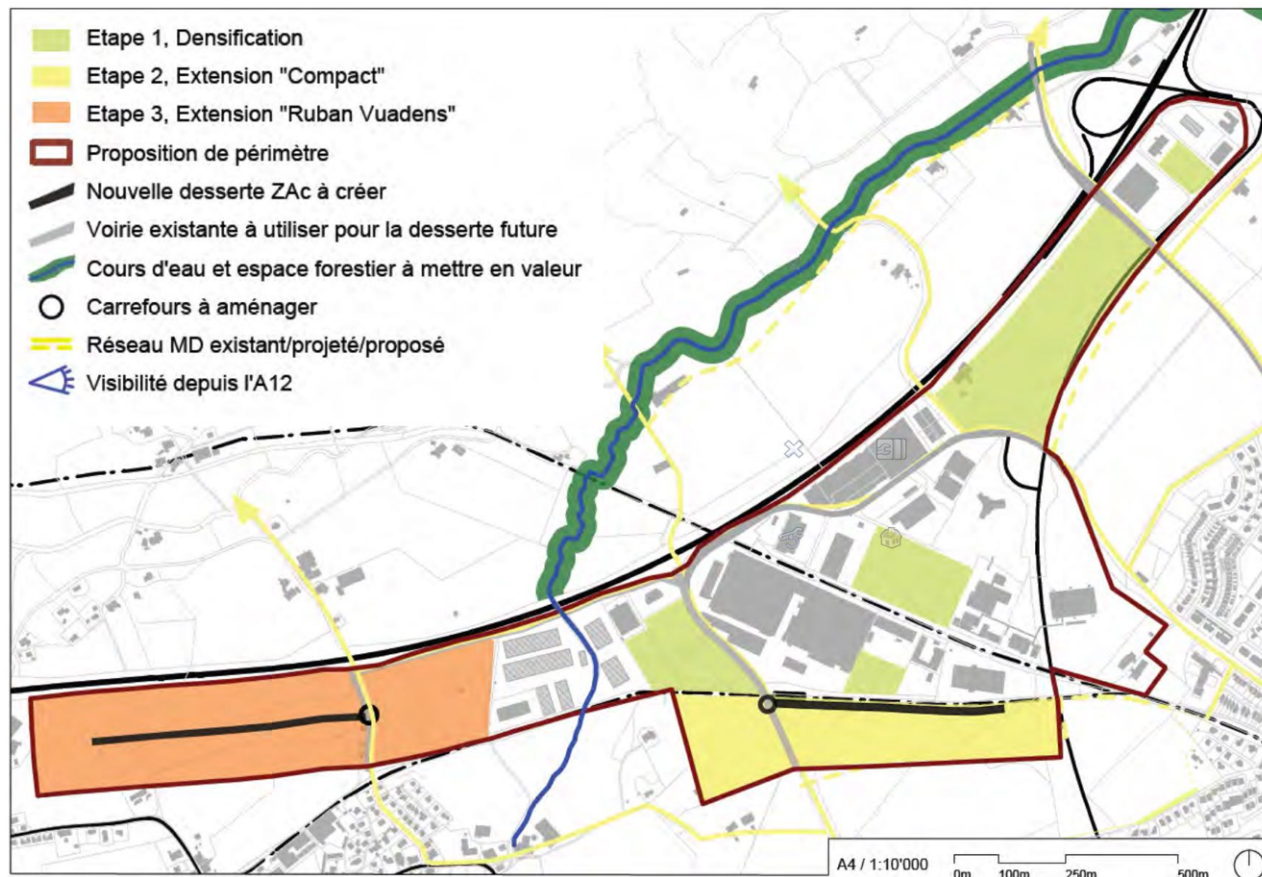 Etape 1, Densification
Etape 2, Extension "Compact"
Etape 3, Extension "Ruban Vuadens"
Proposition de périmètre
Nouvelle desserte ZAc à créer
Voirie existante à utiliser pour la desserte future
Cours d'eau et espace forestier à mettre en valeur
Carrefours à aménager
Réseau MD existant/projeté/proposé
Visibilité depuis l'A12
A4 / 1:10'000
0m 100m 250m 500m